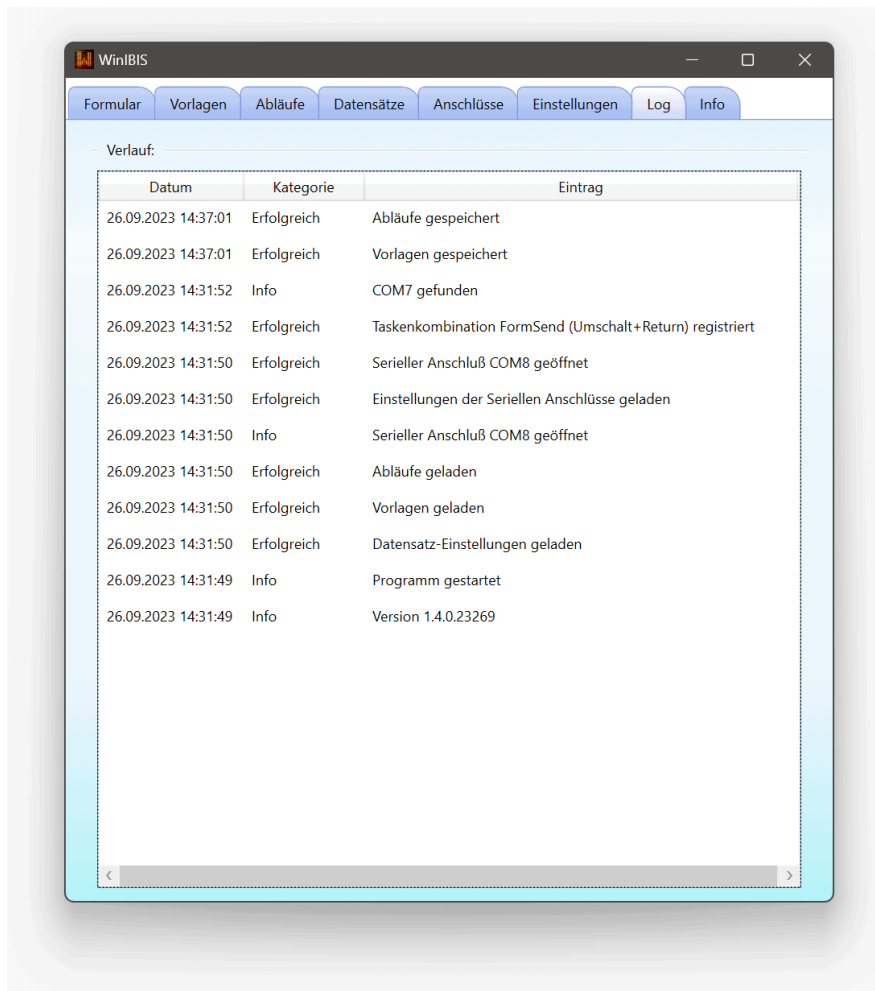 WinIBIS
Formular Vorlagen Abläufe Datensätze Anschlüsse Einstellungen Log Info
Verlauf:
Datum Kategorie Eintrag
26.09.2023 14:37:01 Erfolgreich Abläufe gespeichert
26.09.2023 14:37:01 Erfolgreich Vorlagen gespeichert
26.09.2023 14:31:52 Info COM7 gefunden
26.09.2023 14:31:52 Erfolgreich Taskenkombination FormSend (Umschalt+Return) registriert
26.09.2023 14:31:50 Erfolgreich Serieller Anschluß COM8 geöffnet
26.09.2023 14:31:50 Erfolgreich Einstellungen der Seriellen Anschlüsse geladen
26.09.2023 14:31:50 Info Serieller Anschluß COM8 geöffnet
26.09.2023 14:31:50 Erfolgreich Abläufe geladen
26.09.2023 14:31:50 Erfolgreich Vorlagen geladen
26.09.2023 14:31:50 Erfolgreich Datensatz-Einstellungen geladen
26.09.2023 14:31:49 Info Programm gestartet
26.09.2023 14:31:49 Info Version 1.4.0.23269